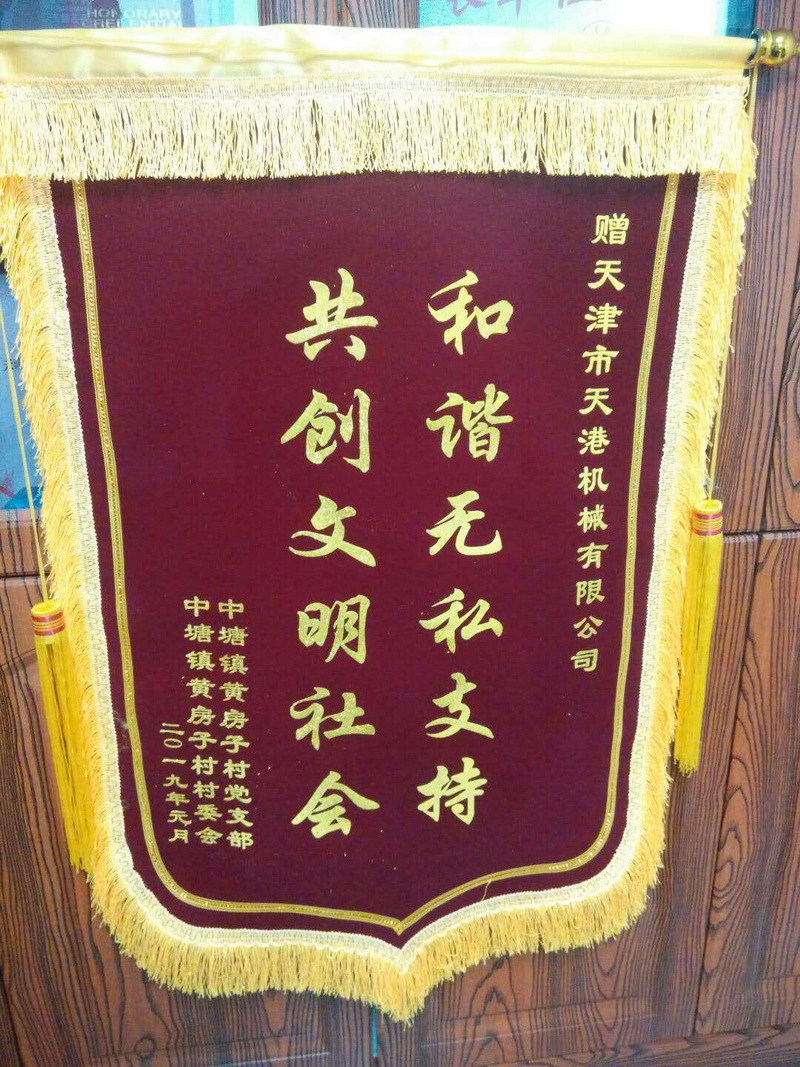 HONORARY
CREDENTIAL
赠天津市天港机械有限公司
和谐无私支持
共创文明社会
中塘镇黄房子村党支部
中塘镇黄房子村村委会
二〇一九年元月